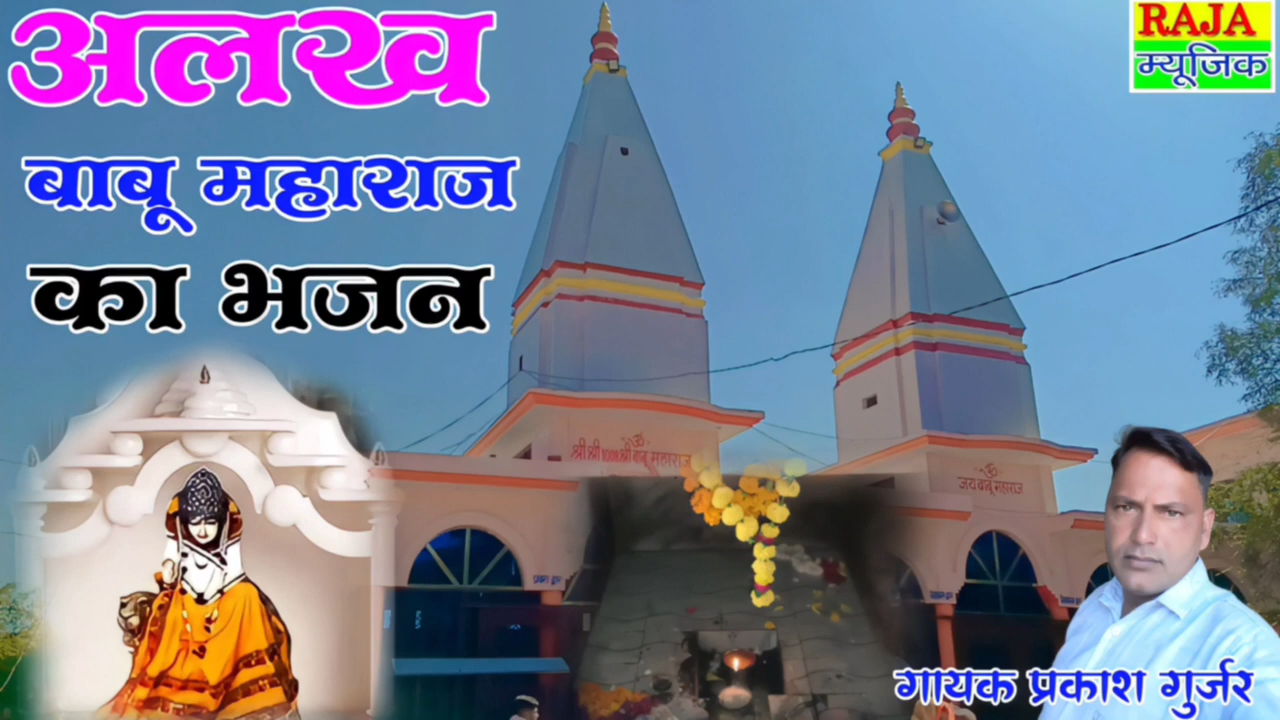 अलख
बाबू महाराज
का भजन
RAJA
म्यूजिक
ॐ
श्री श्री 1008 श्री बाबू महाराज
ॐ
जय बाबू महाराज
गायक प्रकाश गुर्जर